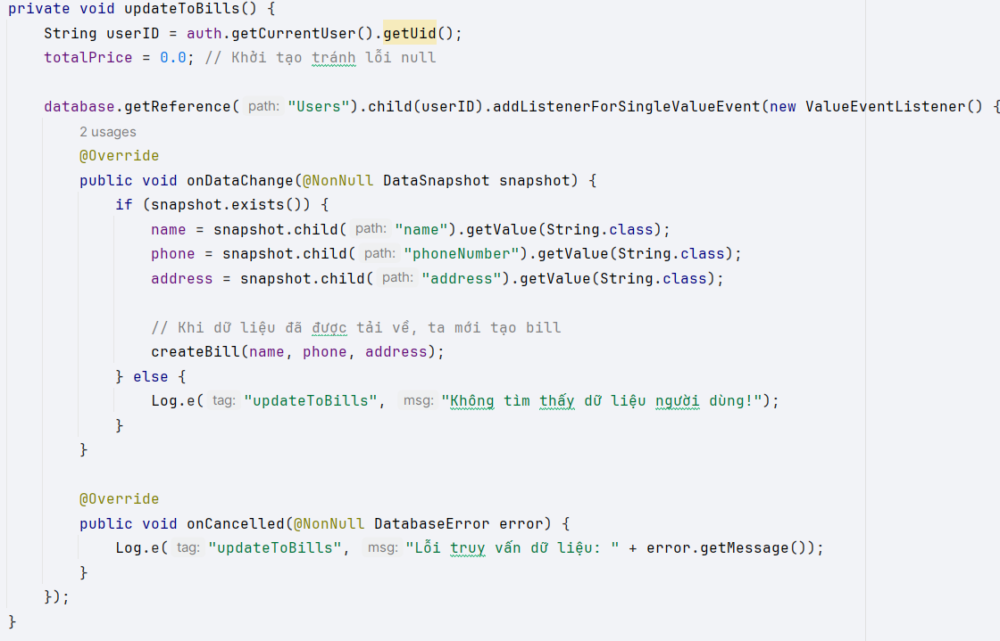 private void updateToBills() {
String userID = auth.getCurrentUser().getUid();
totalPrice = 0.0; // Khởi tạo tránh lỗi null
database.getReference( path: "Users").child(userID).addListenerForSingleValueEvent(new ValueEventListener() {
2 usages
@Override
public void onDataChange(@NonNull DataSnapshot snapshot) {
if (snapshot.exists()) {
name = snapshot.child( path: "name").getValue(String.class);
phone = snapshot.child( path: "phoneNumber").getValue(String.class);
address = snapshot.child( path: "address").getValue(String.class);
// Khi dữ liệu đã được tải về, ta mới tạo bill
createBill(name, phone, address);
} else {
Log.e( tag: "updateToBills", msg: "Không tìm thấy dữ liệu người dùng!");
}
}
@Override
public void onCancelled(@NonNull DatabaseError error) {
Log.e( tag: "updateToBills", msg: "Lỗi truy vấn dữ liệu: " + error.getMessage());
}
});
}